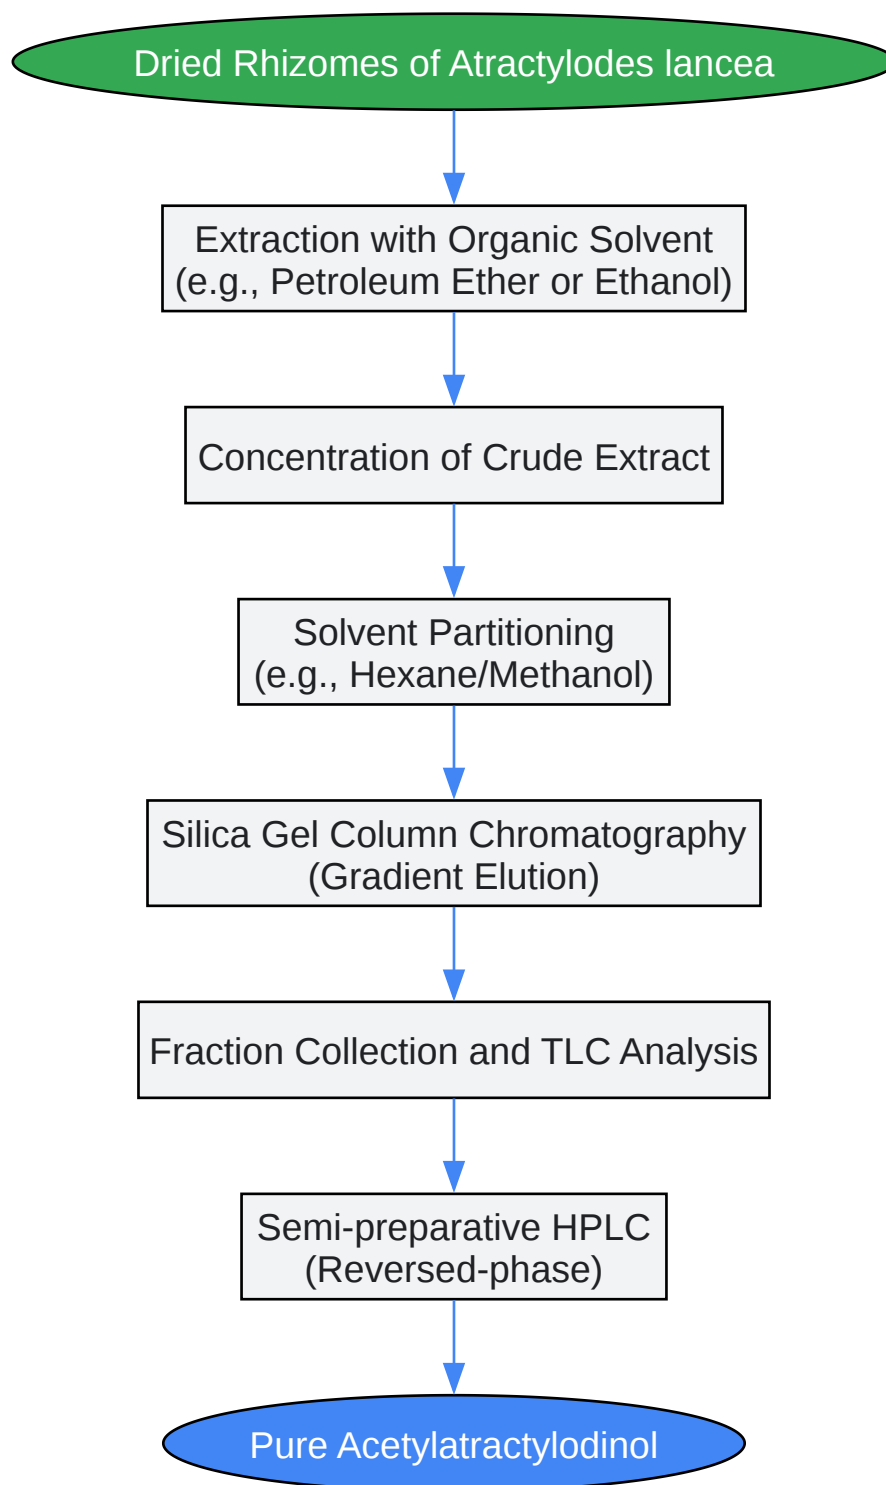 Dried Rhizomes of Atractylodes lancea
Extraction with Organic Solvent
(e.g., Petroleum Ether or Ethanol)
Concentration of Crude Extract
Solvent Partitioning
(e.g., Hexane/Methanol)
Silica Gel Column Chromatography
(Gradient Elution)
Fraction Collection and TLC Analysis
Semi-preparative HPLC
(Reversed-phase)
Pure Acetylatractylodinol